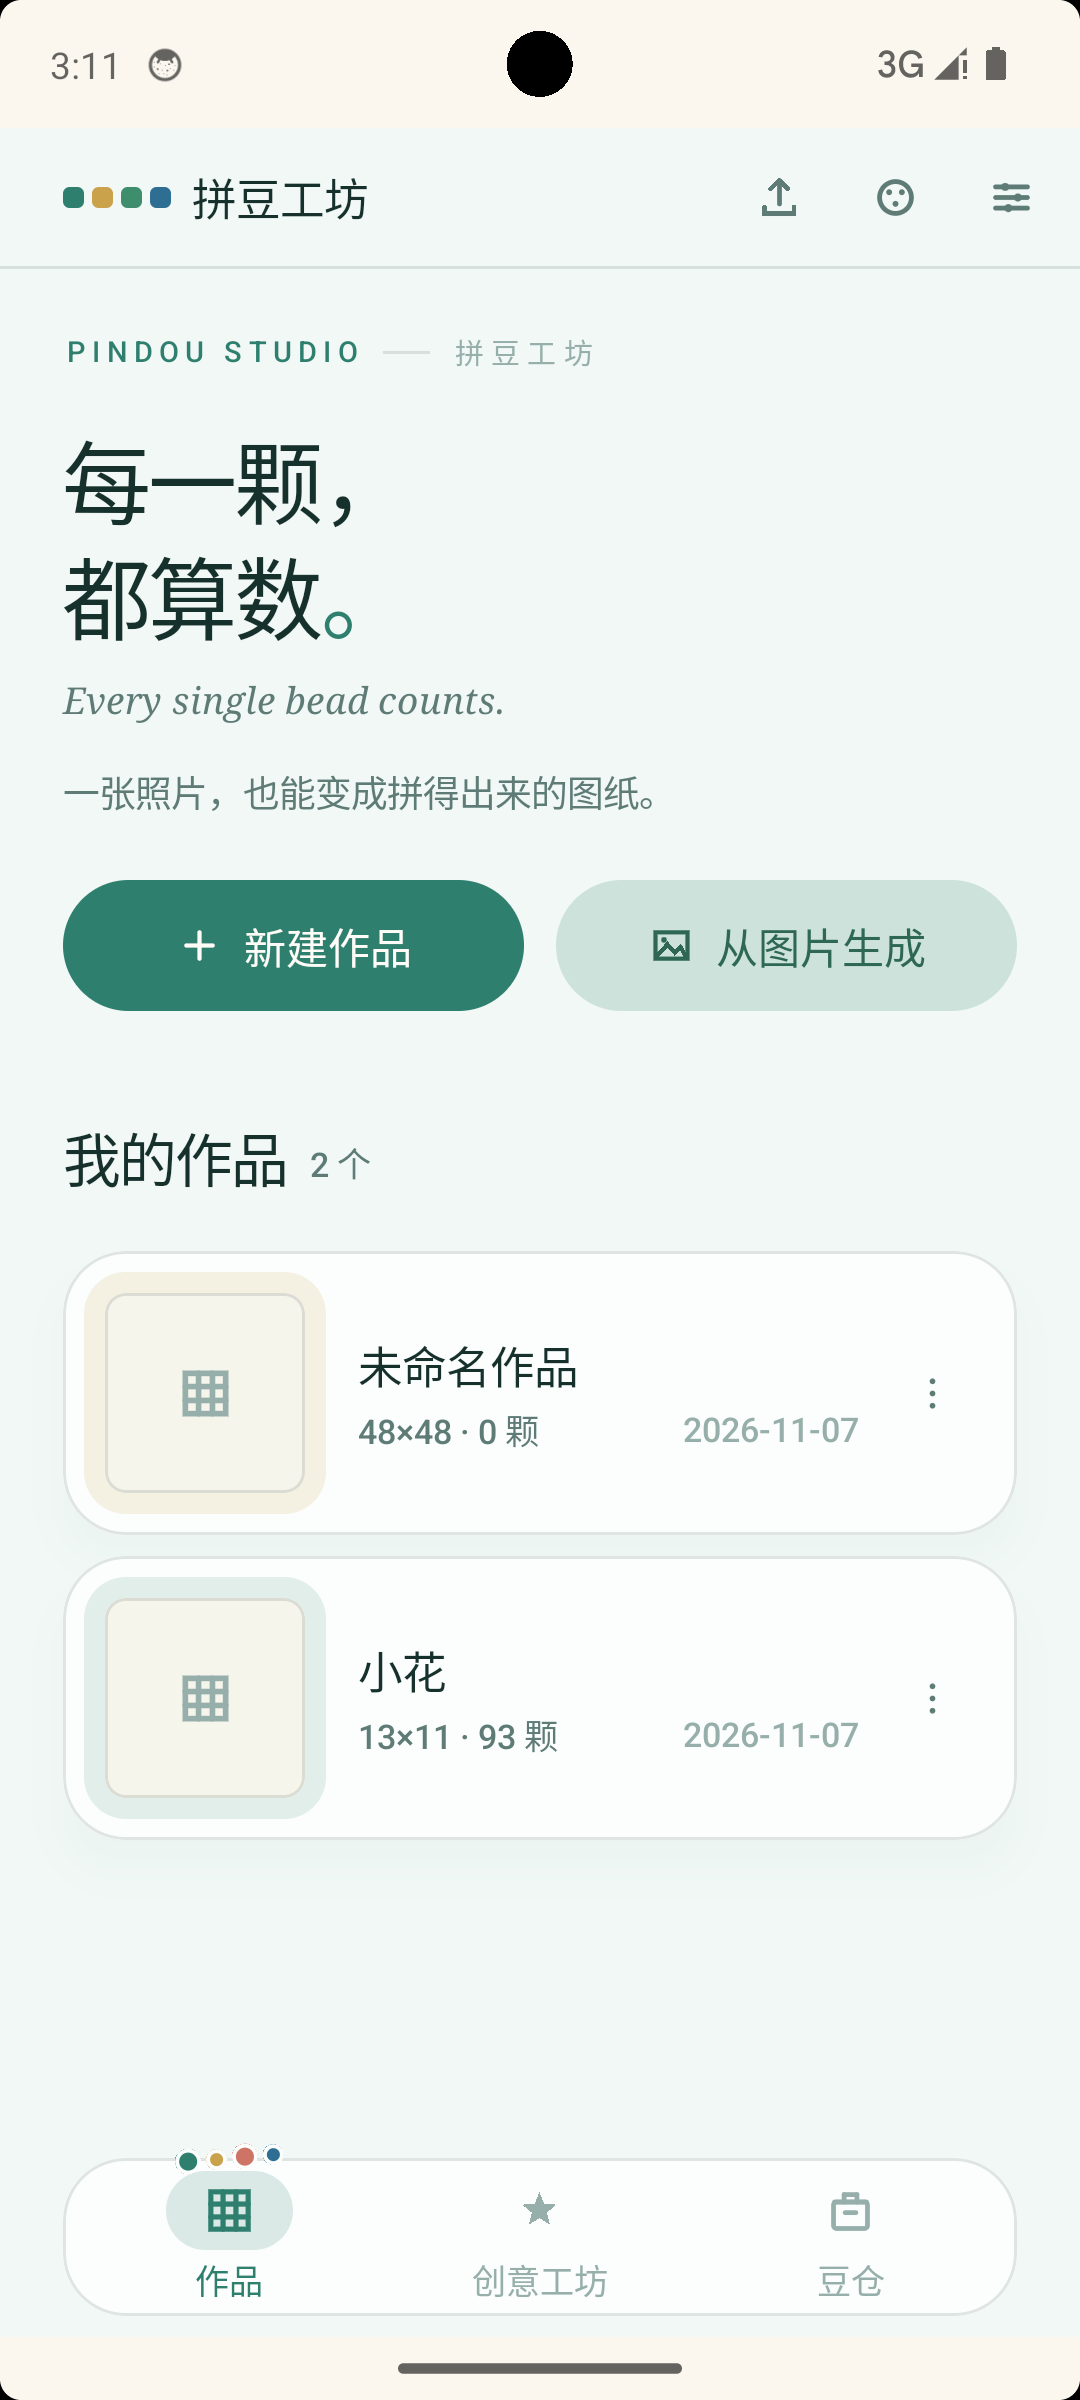 3:11
3G
拼豆工坊
PINDOU STUDIO — 拼豆工坊
每一颗，
都算数。
Every single bead counts.
一张照片，也能变成拼得出来的图纸。
新建作品
从图片生成
我的作品 2 个
未命名作品
48×48 · 0 颗 2026-11-07
小花
13×11 · 93 颗 2026-11-07
作品
创意工坊
豆仓